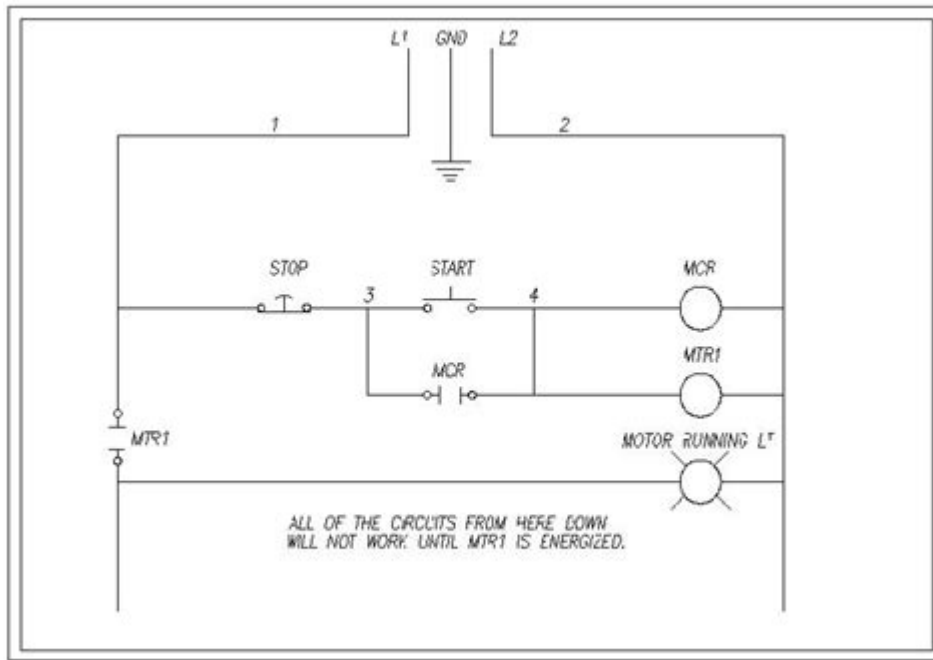 L1 GND L2
1 2
STOP 3 START 4 MCR
MCR MTR1
MTR1 MOTOR RUNNING LT
ALL OF THE CIRCUITS FROM HERE DOWN
WILL NOT WORK UNTIL MTR1 IS ENERGIZED.